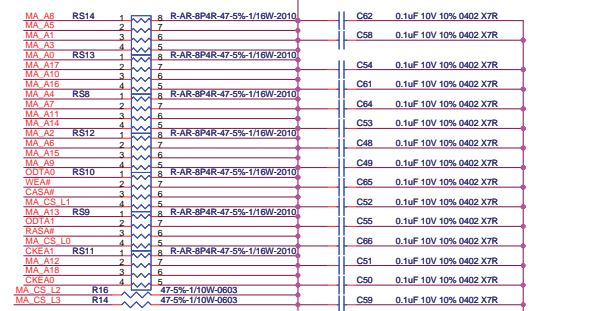 MA_A8 RS14 1 8 R-AR-8P4R-47-5%-1/16W-2010 C62 0.1uF 10V 10% 0402 X7R
MA_A5 2 7
MA_A1 3 6 C58 0.1uF 10V 10% 0402 X7R
MA_A3 4 5
MA_A0 RS13 1 8 R-AR-8P4R-47-5%-1/16W-2010
MA_A17 2 7 C54 0.1uF 10V 10% 0402 X7R
MA_A10 3 6
MA_A16 4 5 C61 0.1uF 10V 10% 0402 X7R
MA_A4 RS8 1 8 R-AR-8P4R-47-5%-1/16W-2010
MA_A7 2 7 C64 0.1uF 10V 10% 0402 X7R
MA_A11 3 6
MA_A14 4 5 C53 0.1uF 10V 10% 0402 X7R
MA_A2 RS12 1 8 R-AR-8P4R-47-5%-1/16W-2010
MA_A6 2 7 C48 0.1uF 10V 10% 0402 X7R
MA_A15 3 6
MA_A9 4 5 C49 0.1uF 10V 10% 0402 X7R
ODTA0 RS10 1 8 R-AR-8P4R-47-5%-1/16W-2010
WEA# 2 7 C65 0.1uF 10V 10% 0402 X7R
CASA# 3 6
MA_CS_L1 4 5 C52 0.1uF 10V 10% 0402 X7R
MA_A13 RS9 1 8 R-AR-8P4R-47-5%-1/16W-2010
ODTA1 2 7 C55 0.1uF 10V 10% 0402 X7R
RASA# 3 6
MA_CS_L0 4 5 C66 0.1uF 10V 10% 0402 X7R
CKEA1 RS11 1 8 R-AR-8P4R-47-5%-1/16W-2010
MA_A12 2 7 C51 0.1uF 10V 10% 0402 X7R
MA_A18 3 6
CKEA0 4 5 C50 0.1uF 10V 10% 0402 X7R
MA_CS_L2 R16 47-5%-1/10W-0603
MA_CS_L3 R14 47-5%-1/10W-0603 C59 0.1uF 10V 10% 0402 X7R